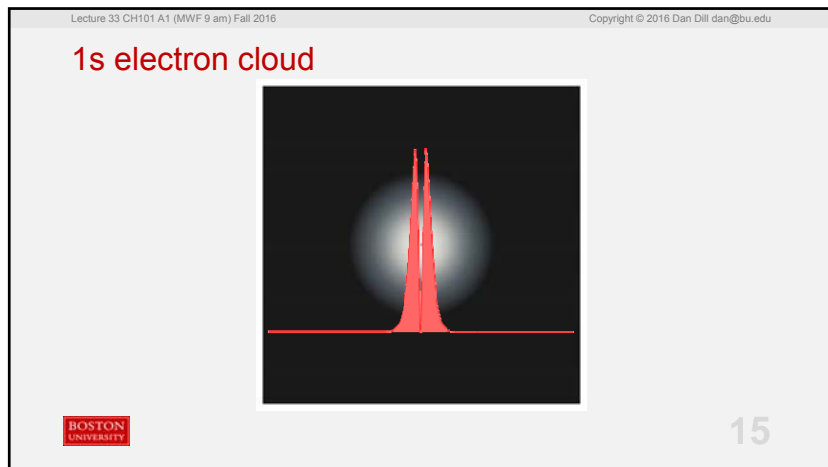 Lecture 33 CH101 A1 (MWF 9 am) Fall 2016
Copyright © 2016 Dan Dill dan@bu.edu
1s electron cloud
BOSTON
UNIVERSITY
15